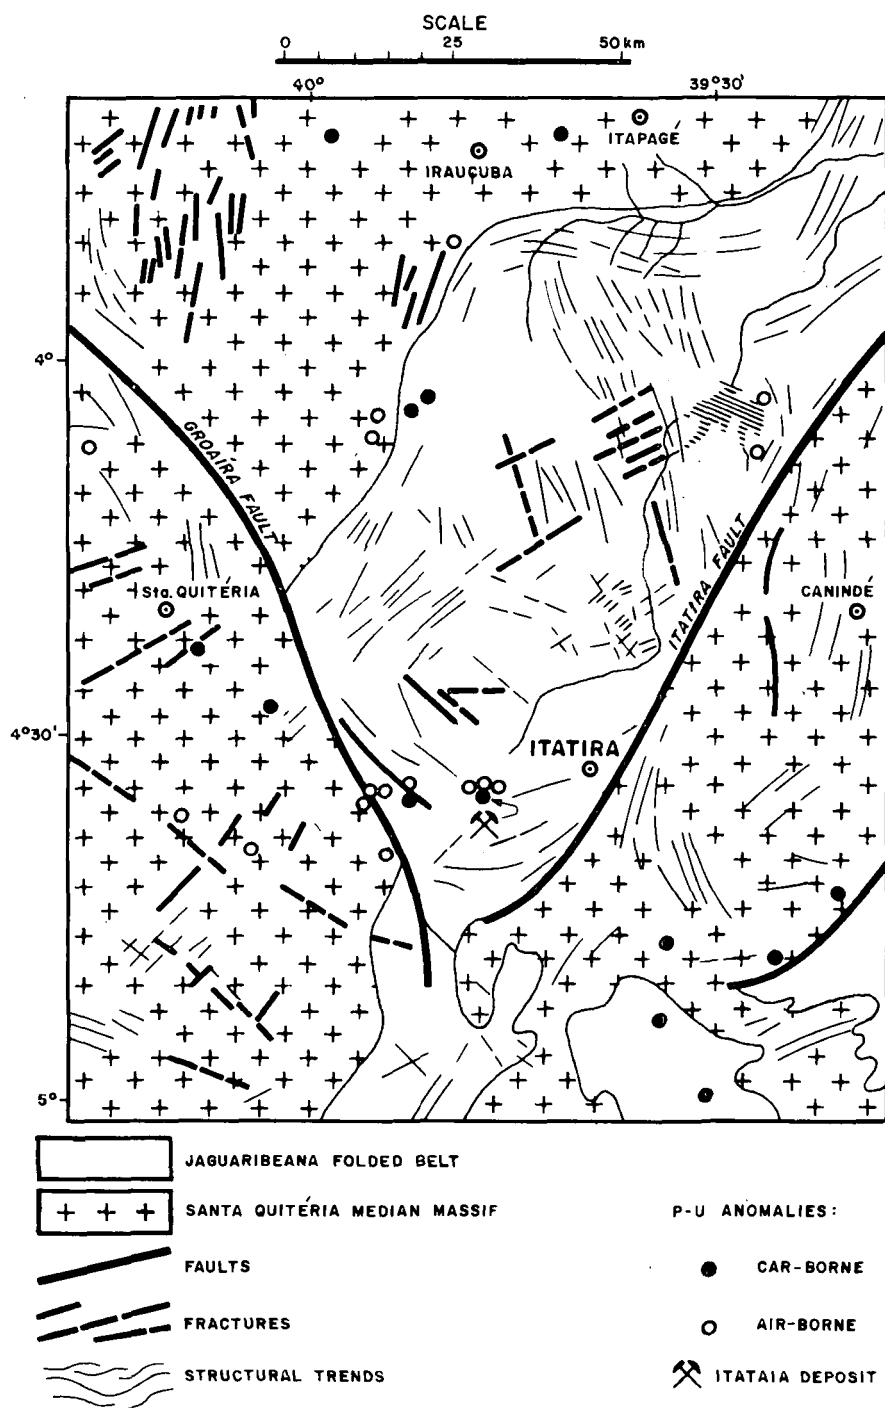 SCALE
0 25 50 km
40° 39° 30'
ITAPAGÉ
IRAUÇUBA
4°
GROAÍRA FAULT
ITATIRA FAULT
Sta. QUITÉRIA
CANINDÉ
4° 30'
ITATIRA
5°
JAGUARIBEANA FOLDED BELT
SANTA QUITÉRIA MEDIAN MASSIF
P-U ANOMALIES:
FAULTS
CAR-BORNE
FRACTURES
AIR-BORNE
STRUCTURAL TRENDS
ITATAIA DEPOSIT